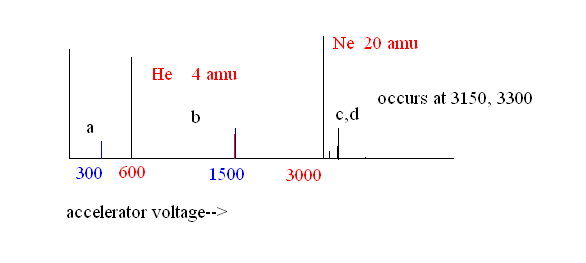 Ne 20 amu
He 4 amu
occurs at 3150, 3300
a
b
c,d
300
600
1500
3000
accelerator voltage-->